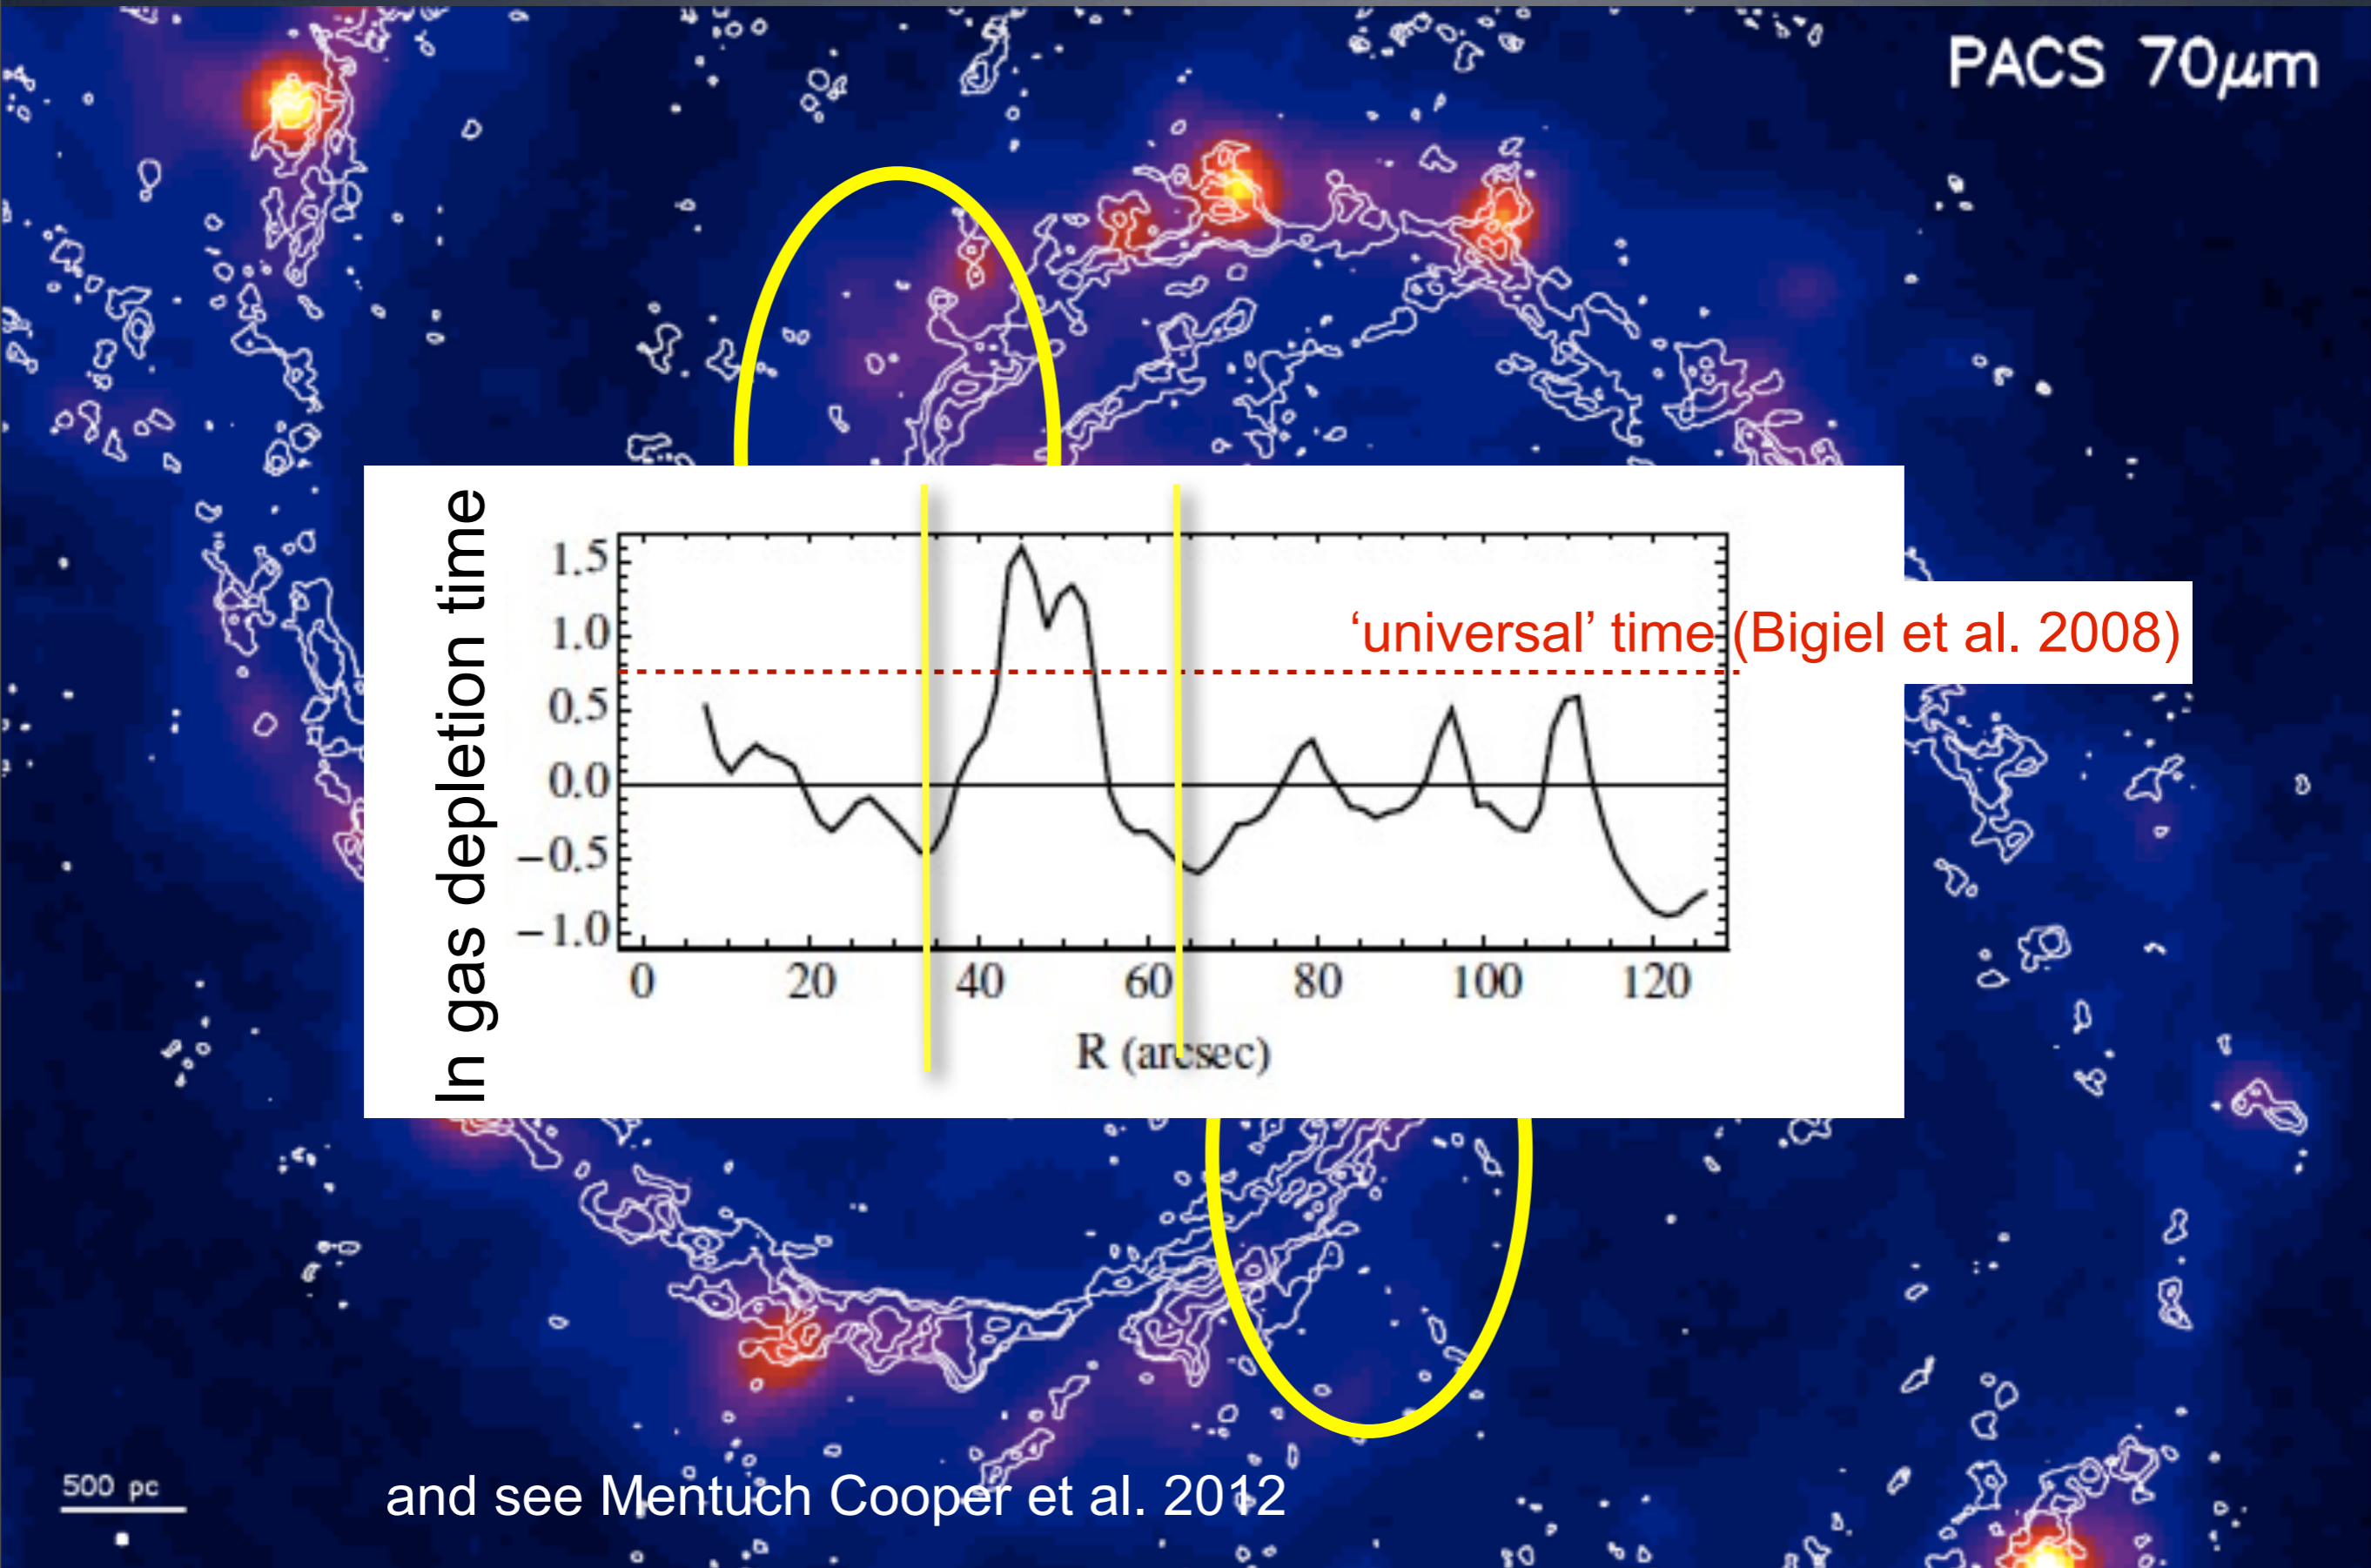 PACS 70μm
ln gas depletion time
1.5
1.0
0.5
0.0
−0.5
−1.0
'universal' time (Bigiel et al. 2008)
0 20 40 60 80 100 120
R (arcsec)
500 pc
and see Mentuch Cooper et al. 2012